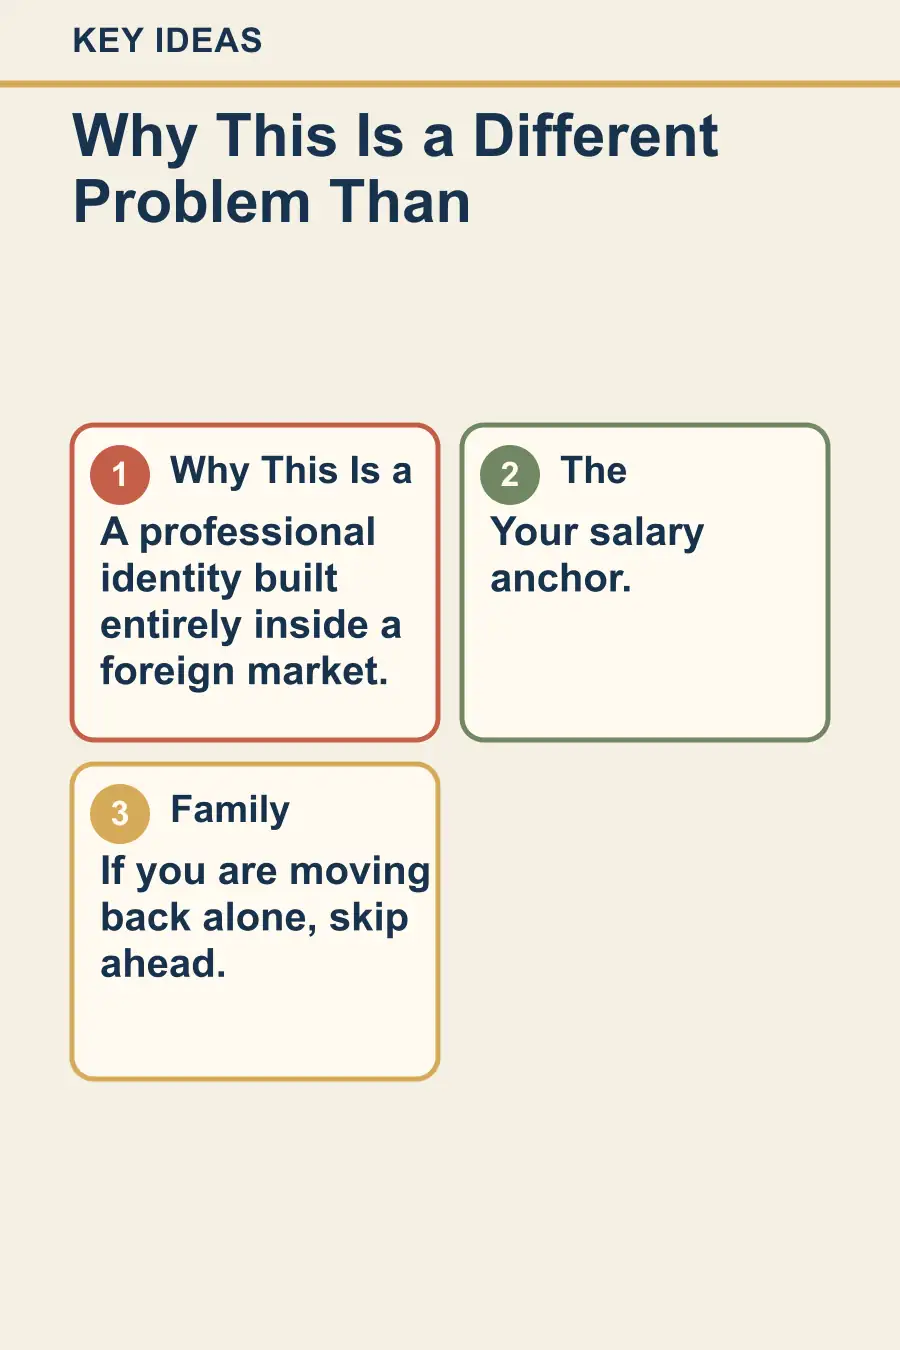 KEY IDEAS
Why This Is a Different
Problem Than
1 Why This Is a
A professional
identity built
entirely inside a
foreign market.
2 The
Your salary
anchor.
3 Family
If you are moving
back alone, skip
ahead.